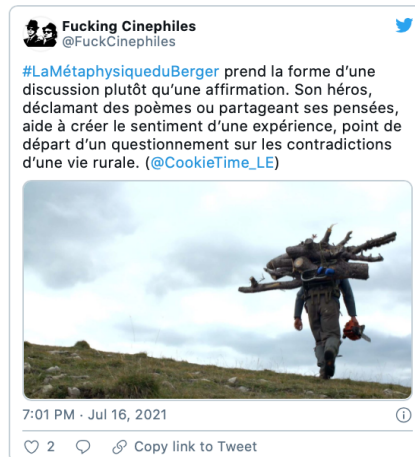 Fucking Cinephiles
@FuckCinephiles
#LaMétaphysiqueduBerger prend la forme d’une
discussion plutôt qu’une affirmation. Son héros,
déclamant des poèmes ou partageant ses pensées,
aide à créer le sentiment d’une expérience, point de
départ d’un questionnement sur les contradictions
d’une vie rurale. (@CookieTime_LE)
7:01 PM · Jul 16, 2021
2
Copy link to Tweet